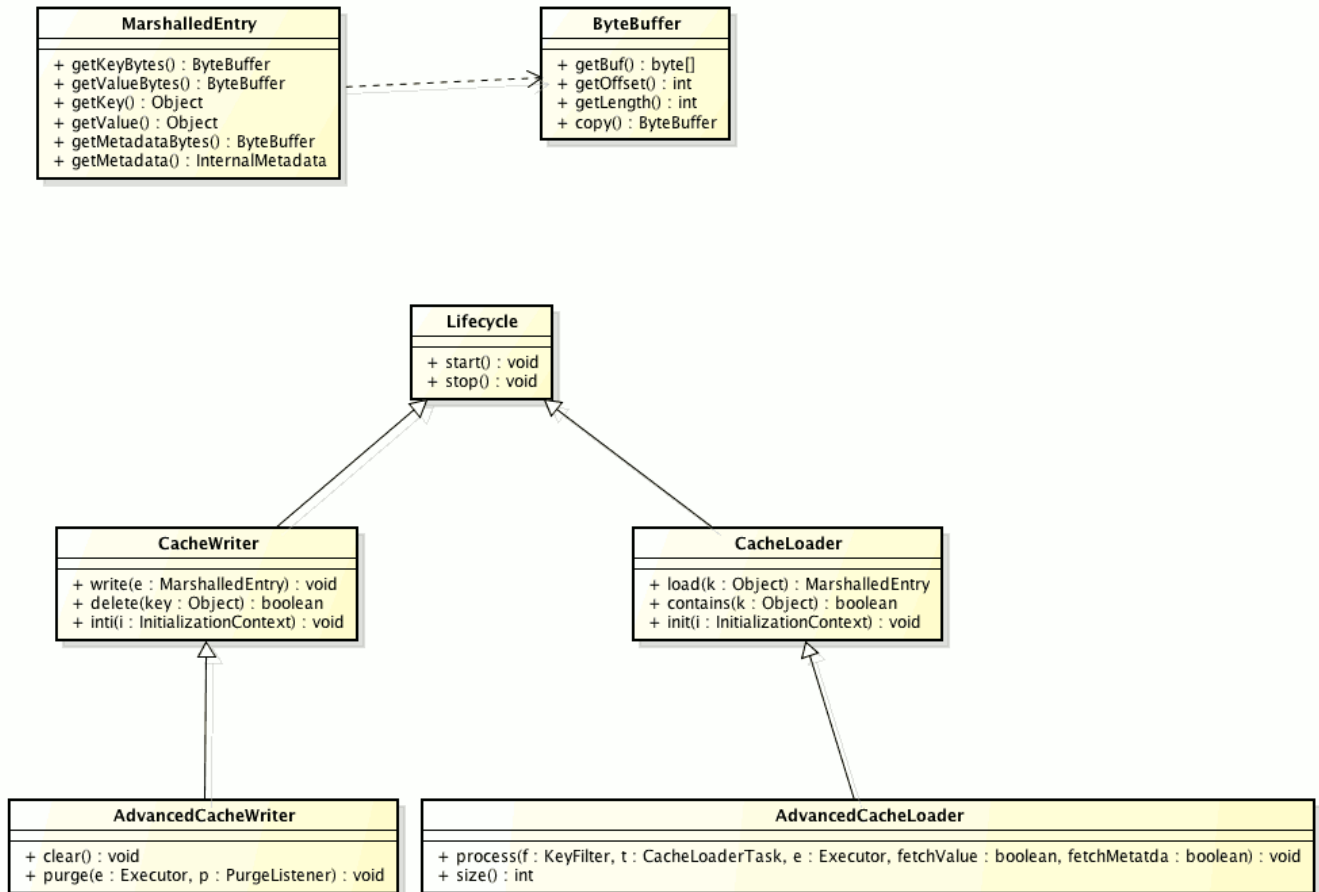 MarshalledEntry
+ getKeyBytes() : ByteBuffer
+ getValueBytes() : ByteBuffer
+ getKey() : Object
+ getValue() : Object
+ getMetadataBytes() : ByteBuffer
+ getMetadata() : InternalMetadata
ByteBuffer
+ getBuf() : byte[]
+ getOffset() : int
+ getLength() : int
+ copy() : ByteBuffer
Lifecycle
+ start() : void
+ stop() : void
CacheWriter
+ write(e : MarshalledEntry) : void
+ delete(key : Object) : boolean
+ inti(i : InitializationContext) : void
CacheLoader
+ load(k : Object) : MarshalledEntry
+ contains(k : Object) : boolean
+ init(i : InitializationContext) : void
AdvancedCacheWriter
+ clear() : void
+ purge(e : Executor, p : PurgeListener) : void
AdvancedCacheLoader
+ process(f : KeyFilter, t : CacheLoaderTask, e : Executor, fetchValue : boolean, fetchMetatda : boolean) : void
+ size() : int